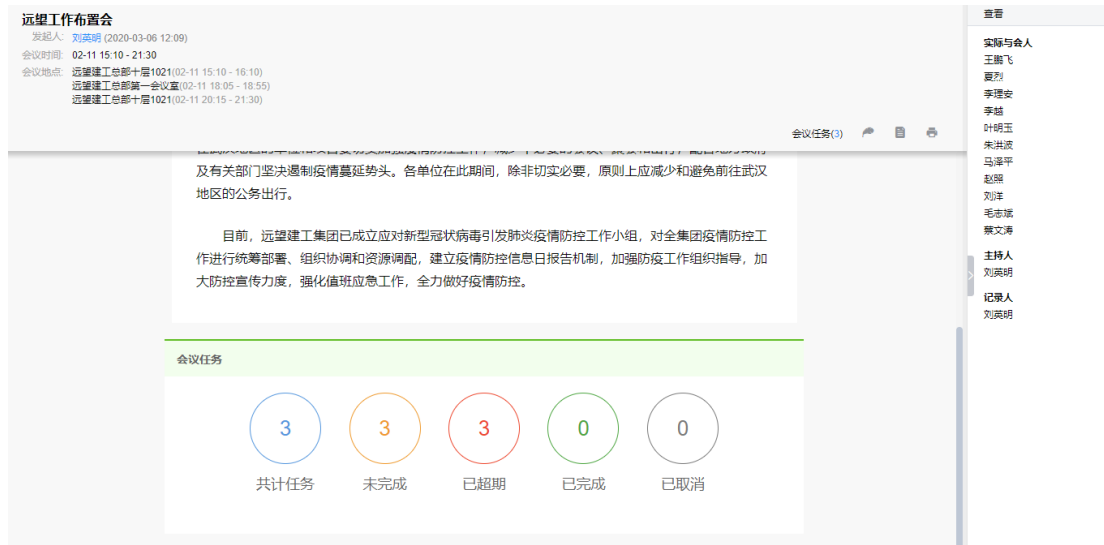 远望工作布置会
发起人: 刘英明 (2020-03-06 12:09)
会议时间: 02-11 15:10 - 21:30
会议地点: 远望建工总部十层1021(02-11 15:10 - 16:10)
远望建工总部第一会议室(02-11 18:05 - 18:55)
远望建工总部十层1021(02-11 20:15 - 21:30)
会议任务(3)
及有关部门坚决遏制疫情蔓延势头。各单位在此期间，除非切实必要，原则上应减少和避免前往武汉
地区的公务出行。
目前，远望建工集团已成立应对新型冠状病毒引发肺炎疫情防控工作小组，对全集团疫情防控工
作进行统筹部署、组织协调和资源调配，建立疫情防控信息日报告机制，加强防疫工作组织指导，加
大防控宣传力度，强化值班应急工作，全力做好疫情防控。
会议任务
3 3 3 0 0
共计任务 未完成 已超期 已完成 已取消
查看
实际与会人
王鹏飞
夏烈
李理安
李越
叶明玉
朱洪波
马泽平
赵照
刘洋
毛志斌
蔡文涛
主持人
刘英明
记录人
刘英明